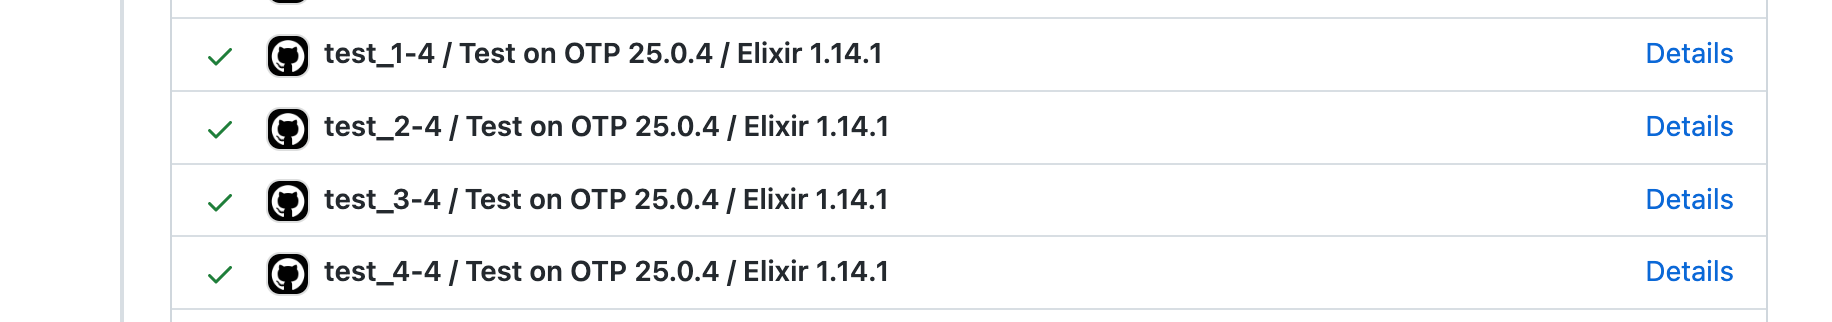 test_1-4 / Test on OTP 25.0.4 / Elixir 1.14.1 Details
test_2-4 / Test on OTP 25.0.4 / Elixir 1.14.1 Details
test_3-4 / Test on OTP 25.0.4 / Elixir 1.14.1 Details
test_4-4 / Test on OTP 25.0.4 / Elixir 1.14.1 Details